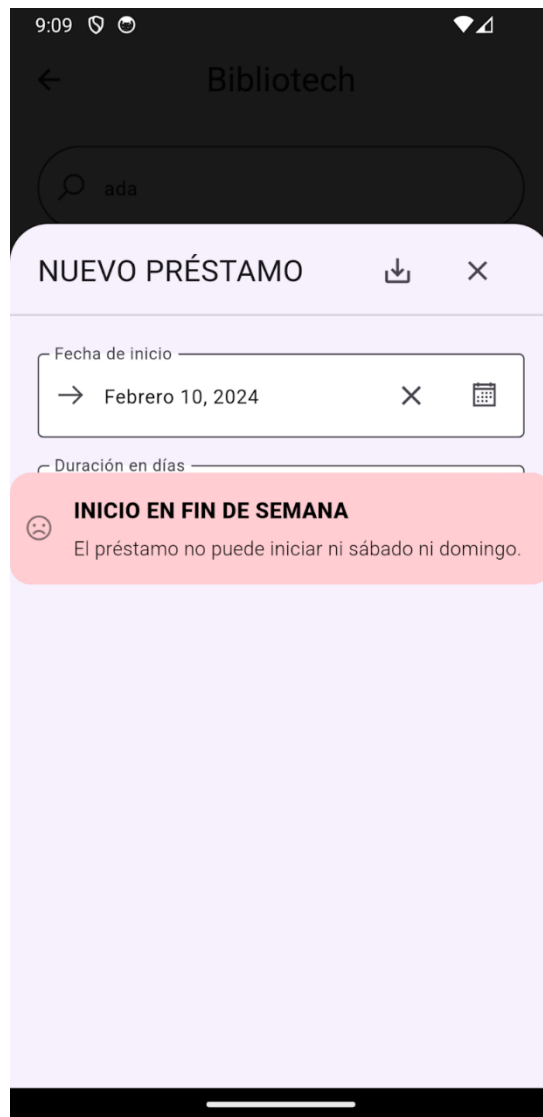 9:09
Bibliotech
ada
NUEVO PRÉSTAMO
Fecha de inicio
Febrero 10, 2024
Duración en días
INICIO EN FIN DE SEMANA
El préstamo no puede iniciar ni sábado ni domingo.